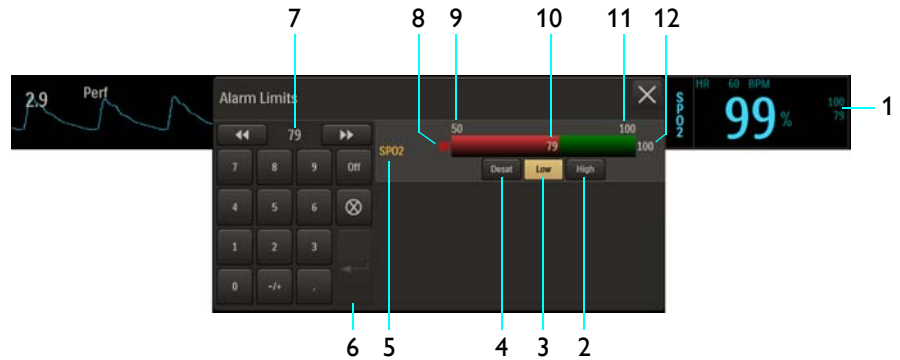 7 8 9 10 11 12
2.9 Perf
Alarm Limits
HR 60 BPM
SPO2
99 %
100
79
1
79
50 100
SPO2
79 100
Desat Low High
7 8 9 Off
4 5 6
1 2 3
0 -/+ .
6 5 4 3 2